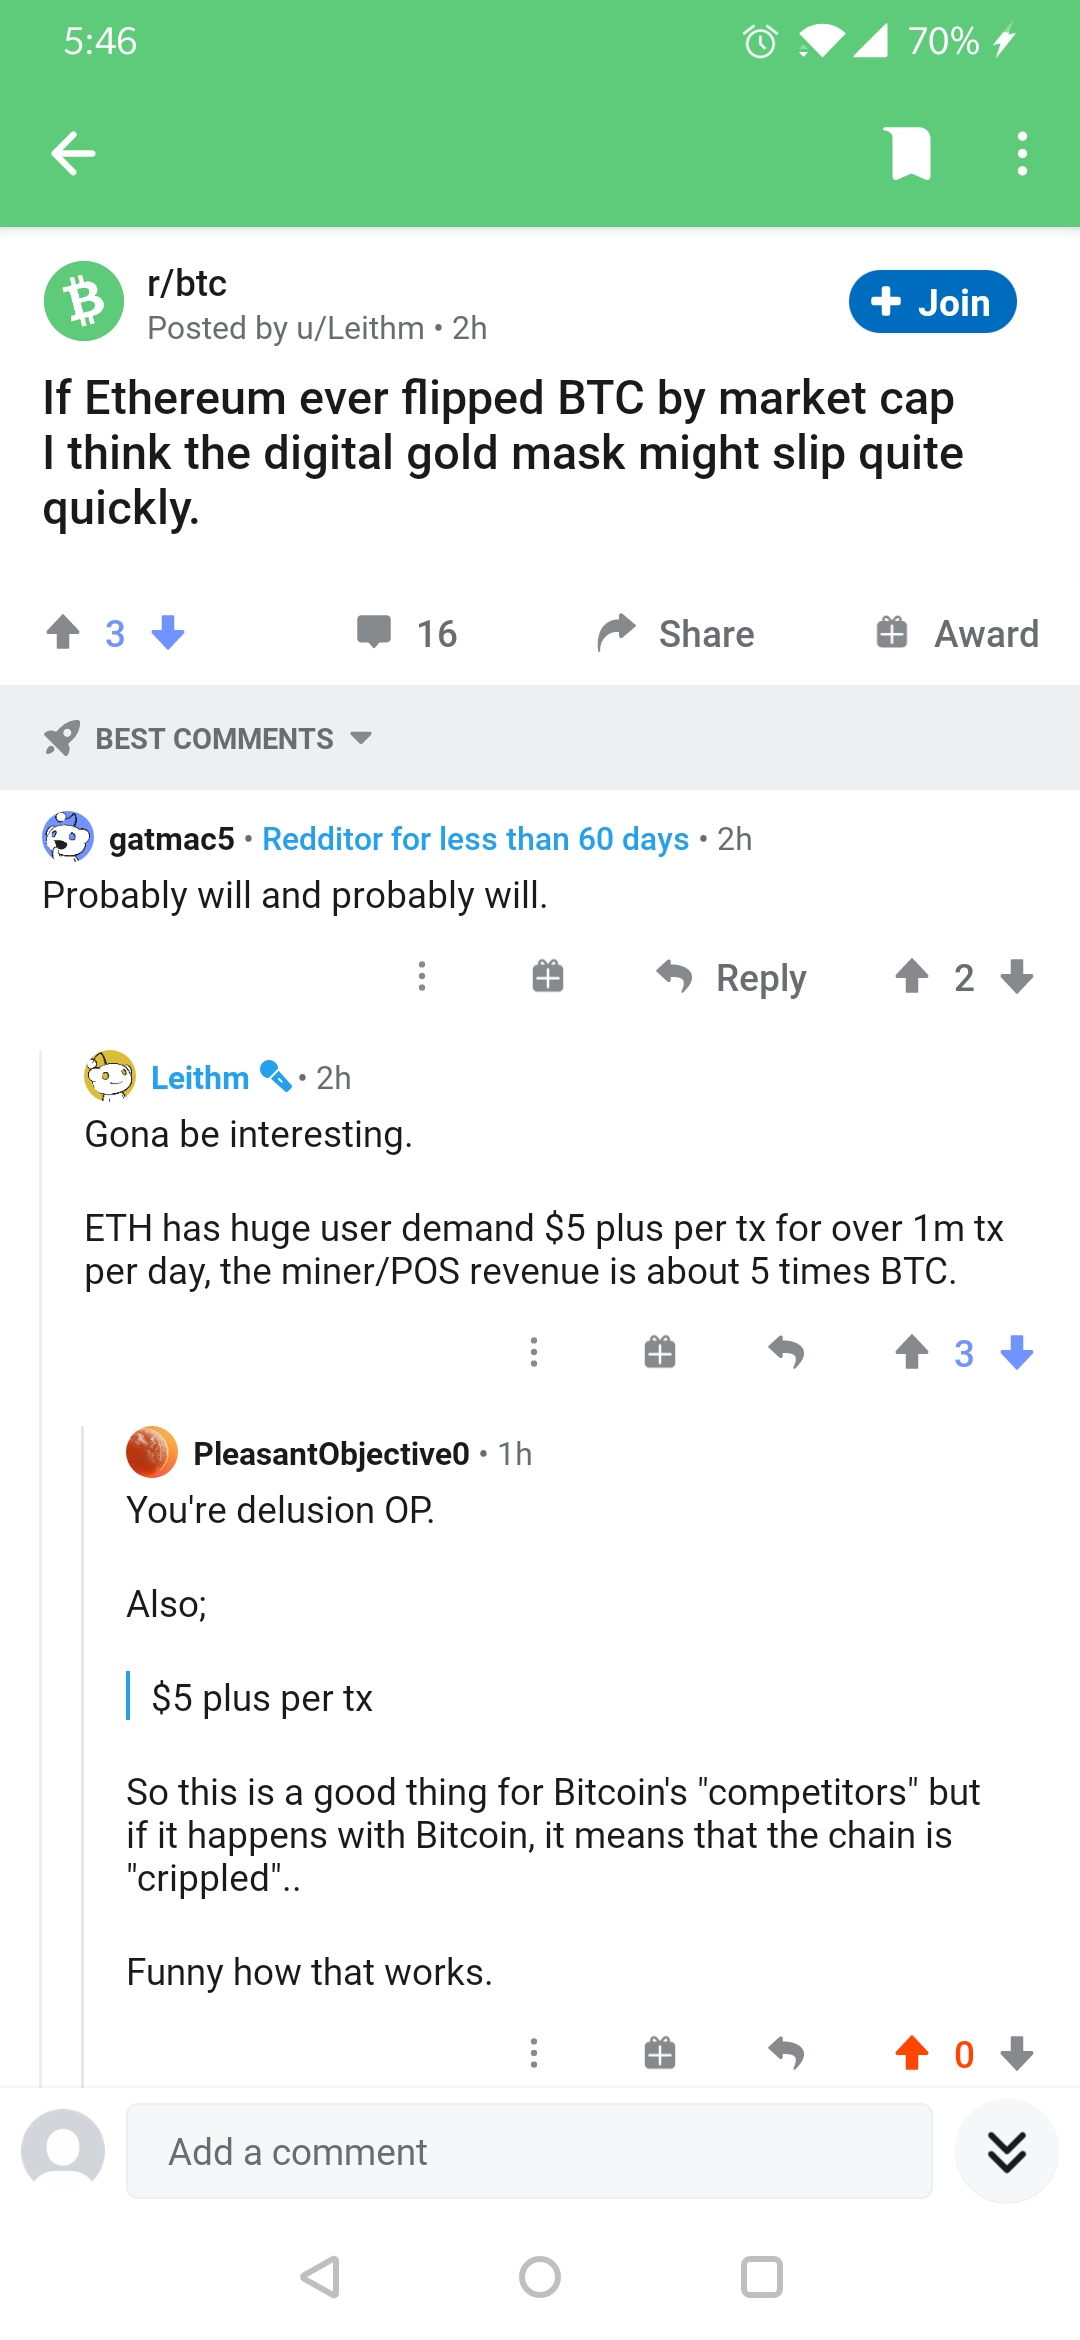 5:46
70%
r/btc
Posted by u/Leithm • 2h
Join
If Ethereum ever flipped BTC by market cap
I think the digital gold mask might slip quite
quickly.
3
16
Share
Award
BEST COMMENTS
gatmac5 • Redditor for less than 60 days • 2h
Probably will and probably will.
Reply
2
Leithm • 2h
Gona be interesting.
ETH has huge user demand $5 plus per tx for over 1m tx
per day, the miner/POS revenue is about 5 times BTC.
3
PleasantObjective0 • 1h
You're delusion OP.
Also;
$5 plus per tx
So this is a good thing for Bitcoin's "competitors" but
if it happens with Bitcoin, it means that the chain is
"crippled"..
Funny how that works.
0
Add a comment